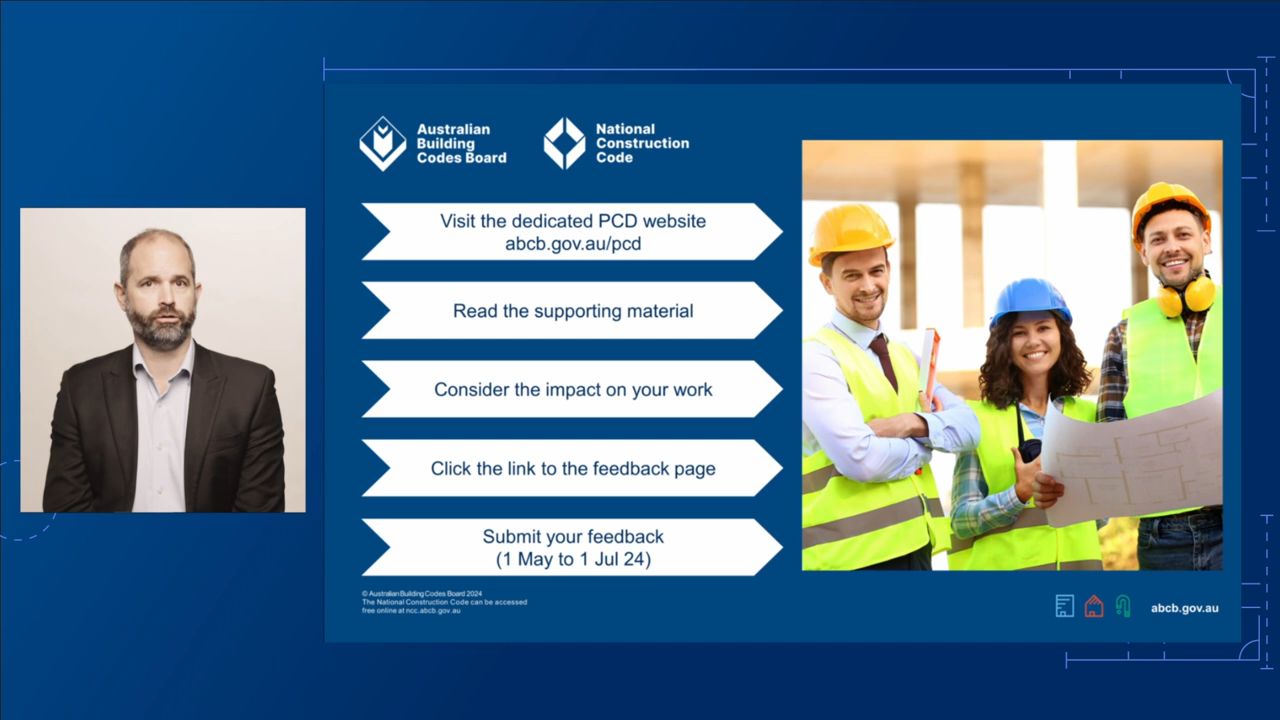 Australian
Building
Codes Board
National
Construction
Code
Visit the dedicated PCD website
abcb.gov.au/pcd
Read the supporting material
Consider the impact on your work
Click the link to the feedback page
Submit your feedback
(1 May to 1 Jul 24)
© Australian Building Codes Board 2024
The National Construction Code can be accessed
free online at ncc.abcb.gov.au
abcb.gov.au